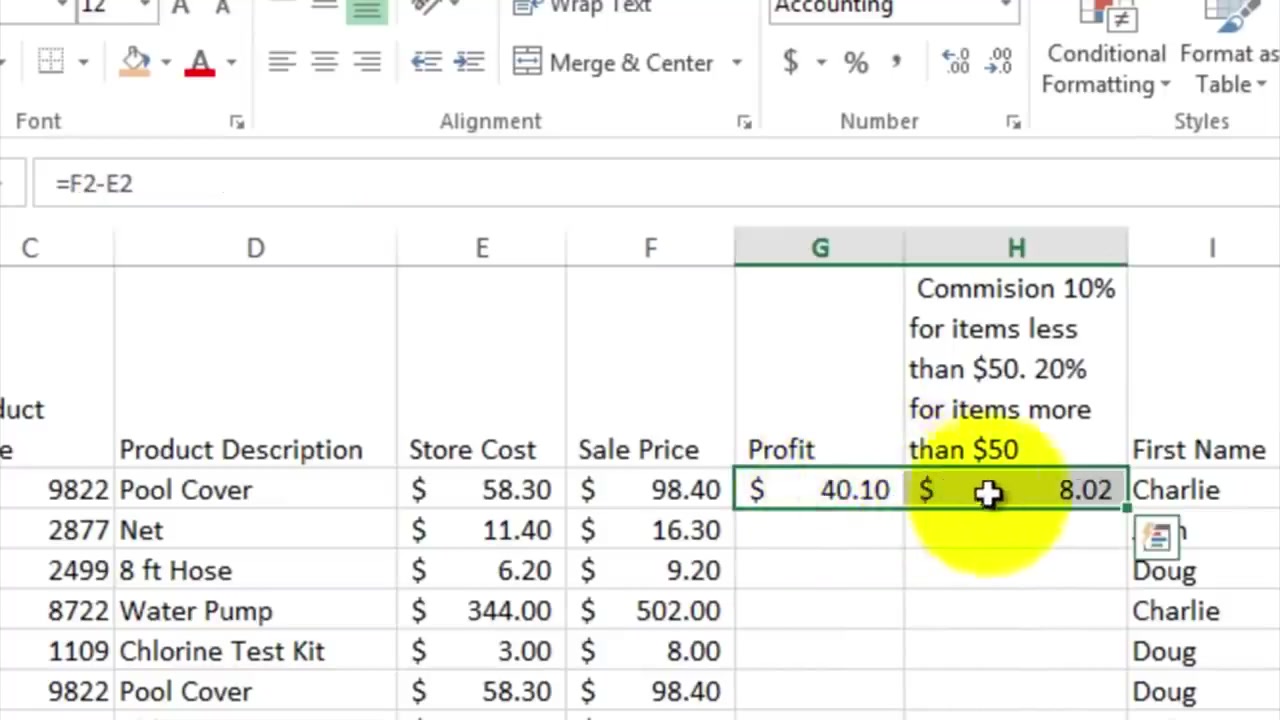 12 A A Wrap Text Accounting
Merge & Center $ % , Conditional Formatting Format as Table
Font Alignment Number Styles
=F2-E2
C D E F G H I
Commision 10%
for items less
than $50. 20%
for items more
than $50
Product Description Store Cost Sale Price Profit First Name
9822 Pool Cover $ 58.30 $ 98.40 $ 40.10 $ 8.02 Charlie
2877 Net $ 11.40 $ 16.30
2499 8 ft Hose $ 6.20 $ 9.20 Doug
8722 Water Pump $ 344.00 $ 502.00 Charlie
1109 Chlorine Test Kit $ 3.00 $ 8.00 Doug
9822 Pool Cover $ 58.30 $ 98.40 Doug